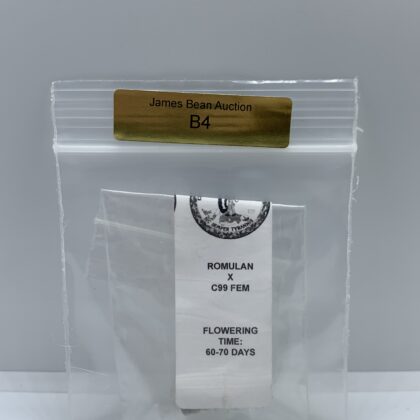 James Bean Auction
B4
ROMULAN
X
C99 FEM
FLOWERING
TIME:
60-70 DAYS